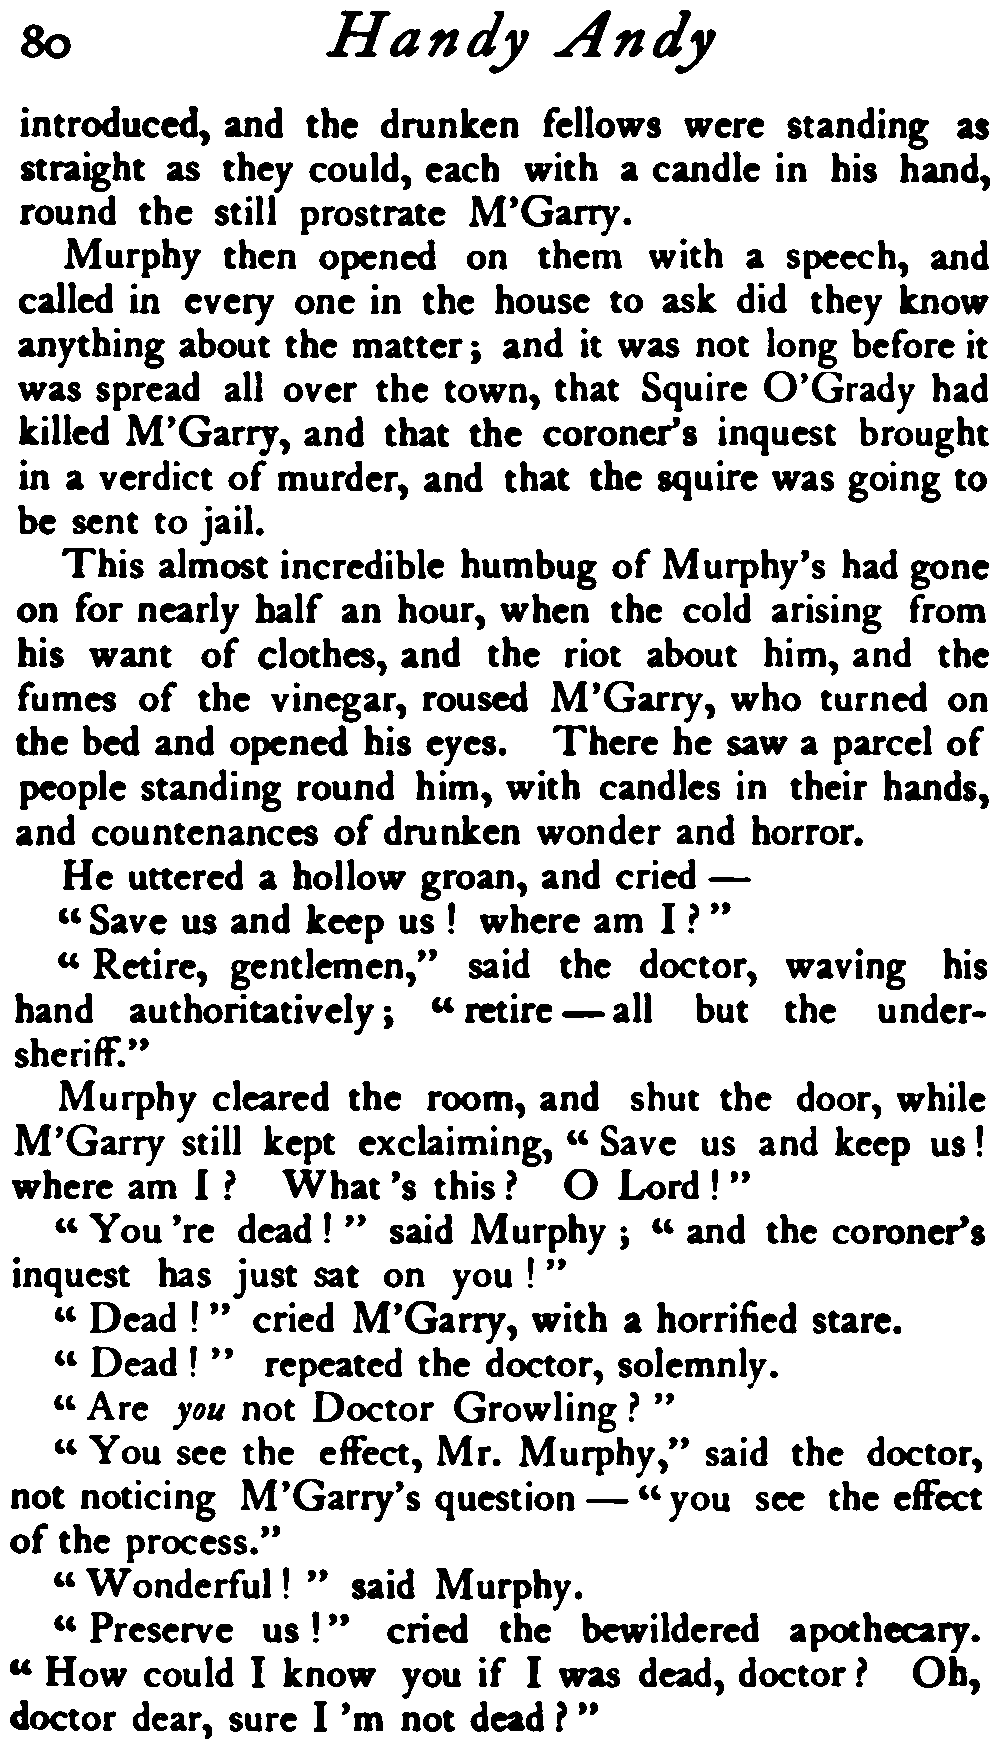 80 Handy Andy
introduced, and the drunken fellows were standing as
straight as they could, each with a candle in his hand,
round the still prostrate M'Garry.
Murphy then opened on them with a speech, and
called in every one in the house to ask did they know
anything about the matter; and it was not long before it
was spread all over the town, that Squire O'Grady had
killed M'Garry, and that the coroner's inquest brought
in a verdict of murder, and that the squire was going to
be sent to jail.
This almost incredible humbug of Murphy's had gone
on for nearly half an hour, when the cold arising from
his want of clothes, and the riot about him, and the
fumes of the vinegar, roused M'Garry, who turned on
the bed and opened his eyes. There he saw a parcel of
people standing round him, with candles in their hands,
and countenances of drunken wonder and horror.
He uttered a hollow groan, and cried —
“Save us and keep us! where am I?”
“Retire, gentlemen,” said the doctor, waving his
hand authoritatively; “retire — all but the under-
sheriff.”
Murphy cleared the room, and shut the door, while
M'Garry still kept exclaiming, “Save us and keep us!
where am I? What's this? O Lord!”
“You're dead!” said Murphy; “and the coroner's
inquest has just sat on you!”
“Dead!” cried M'Garry, with a horrified stare.
“Dead!” repeated the doctor, solemnly.
“Are you not Doctor Growling?”
“You see the effect, Mr. Murphy,” said the doctor,
not noticing M'Garry's question — “you see the effect
of the process.”
“Wonderful!” said Murphy.
“Preserve us!” cried the bewildered apothecary.
“How could I know you if I was dead, doctor? Oh,
doctor dear, sure I'm not dead?”